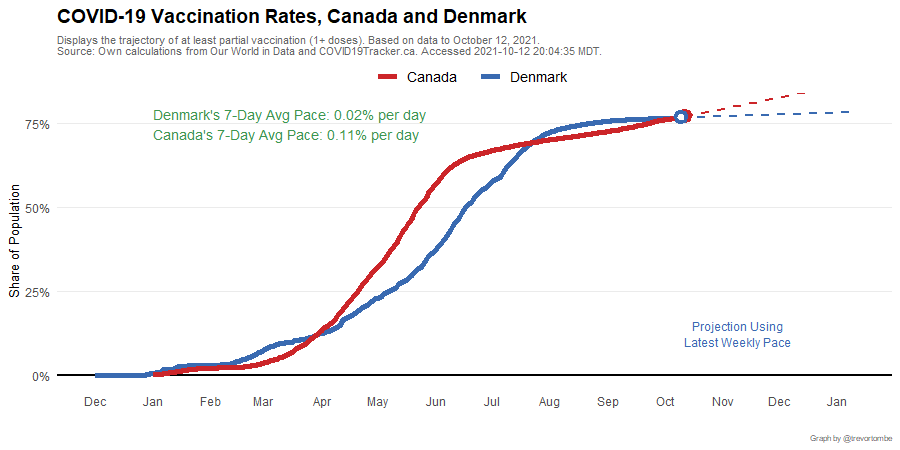 COVID-19 Vaccination Rates, Canada and Denmark
Displays the trajectory of at least partial vaccination (1+ doses). Based on data to October 12, 2021.
Source: Own calculations from Our World in Data and COVID19Tracker.ca. Accessed 2021-10-12 20:04:35 MDT.
Canada Denmark
Denmark's 7-Day Avg Pace: 0.02% per day
Canada's 7-Day Avg Pace: 0.11% per day
75%
50%
25%
0%
Share of Population
Projection Using
Latest Weekly Pace
Dec Jan Feb Mar Apr May Jun Jul Aug Sep Oct Nov Dec Jan
Graph by @trevortombe